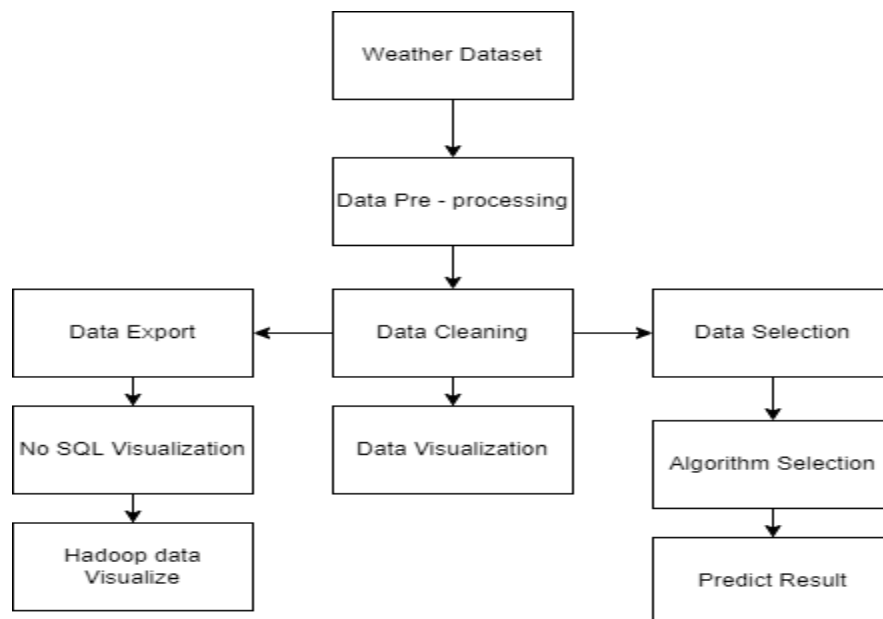 Weather Dataset
Data Pre - processing
Data Export
Data Cleaning
Data Selection
No SQL Visualization
Data Visualization
Algorithm Selection
Hadoop data
Visualize
Predict Result